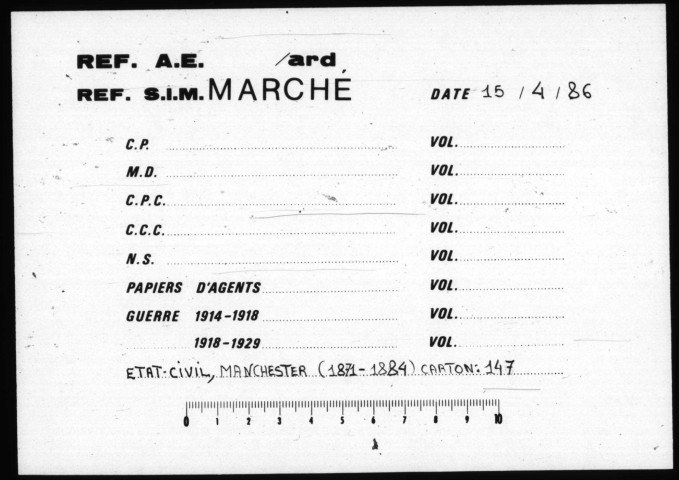 REF. A.E. /ard
REF. S.I.M. MARCHÉ DATE 15 / 4 / 86
C.P. VOL.
M.D. VOL.
C.P.C. VOL.
C.C.C. VOL.
N.S. VOL.
PAPIERS D'AGENTS VOL.
GUERRE 1914-1918 VOL.
1918-1929 VOL.
ETAT-CIVIL, MANCHESTER (1871-1884) CARTON: 147
0 1 2 3 4 5 6 7 8 9 10